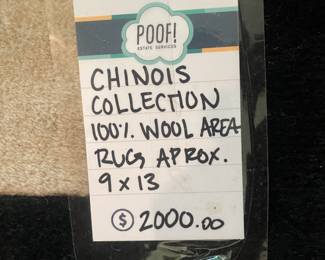 POOF!
ESTATE SERVICES
CHINOIS
COLLECTION
100% WOOL AREA
RUG, APROX.
9 x 13
$ 2000.00